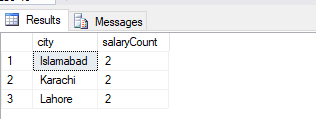 Results Messages
city salaryCount
1 Islamabad 2
2 Karachi 2
3 Lahore 2